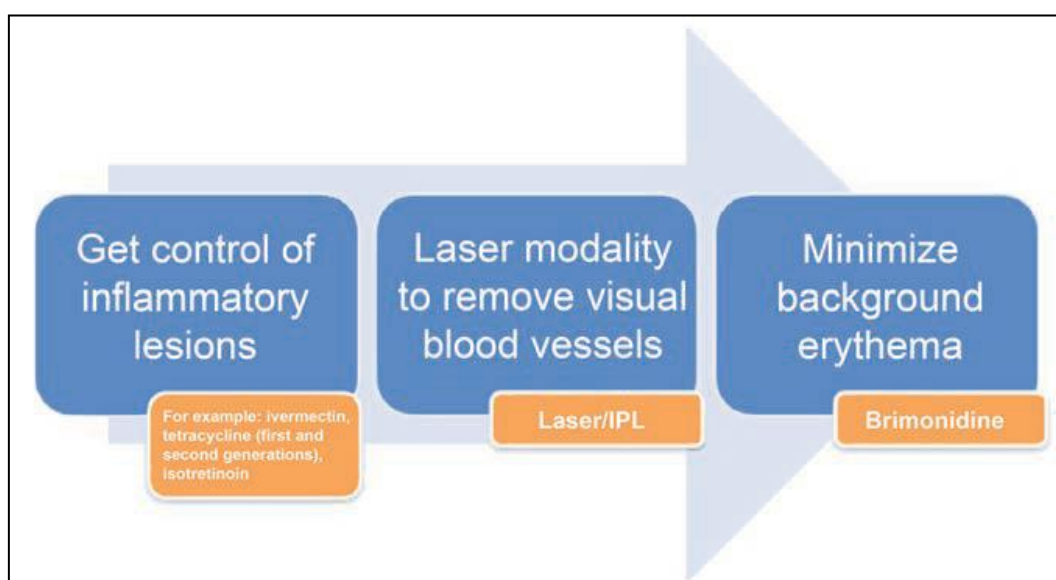 Get control of
inflammatory
lesions
For example: ivermectin,
tetracycline (first and
second generations),
isotretinoin
Laser modality
to remove visual
blood vessels
Laser/IPL
Minimize
background
erythema
Brimonidine